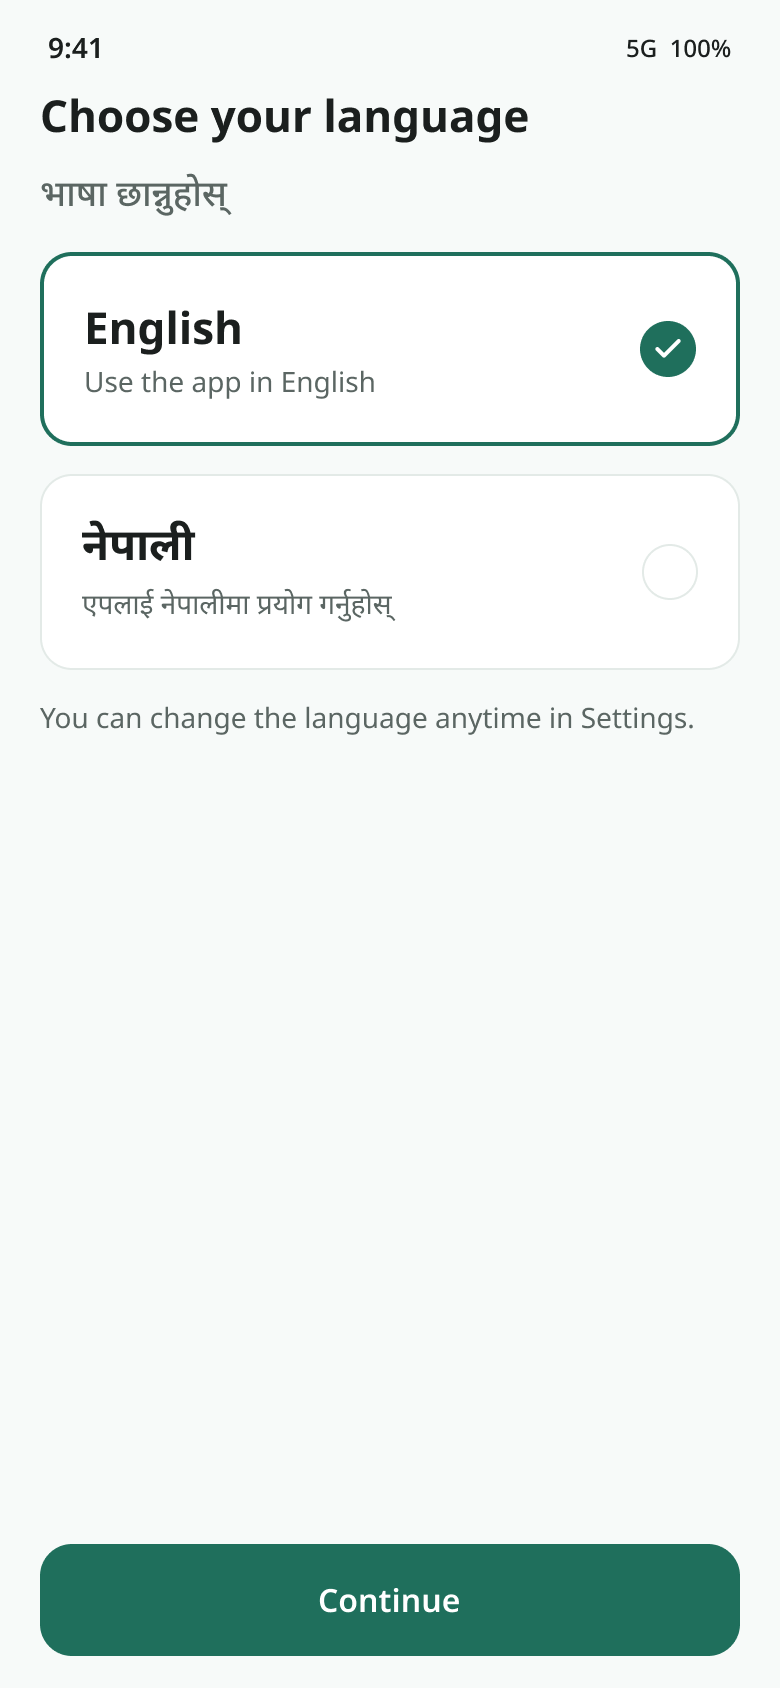 9:41
5G 100%
Choose your language
भाषा छान्नुहोस्
English
Use the app in English
नेपाली
एपलाई नेपालीमा प्रयोग गर्नुहोस्
You can change the language anytime in Settings.
Continue